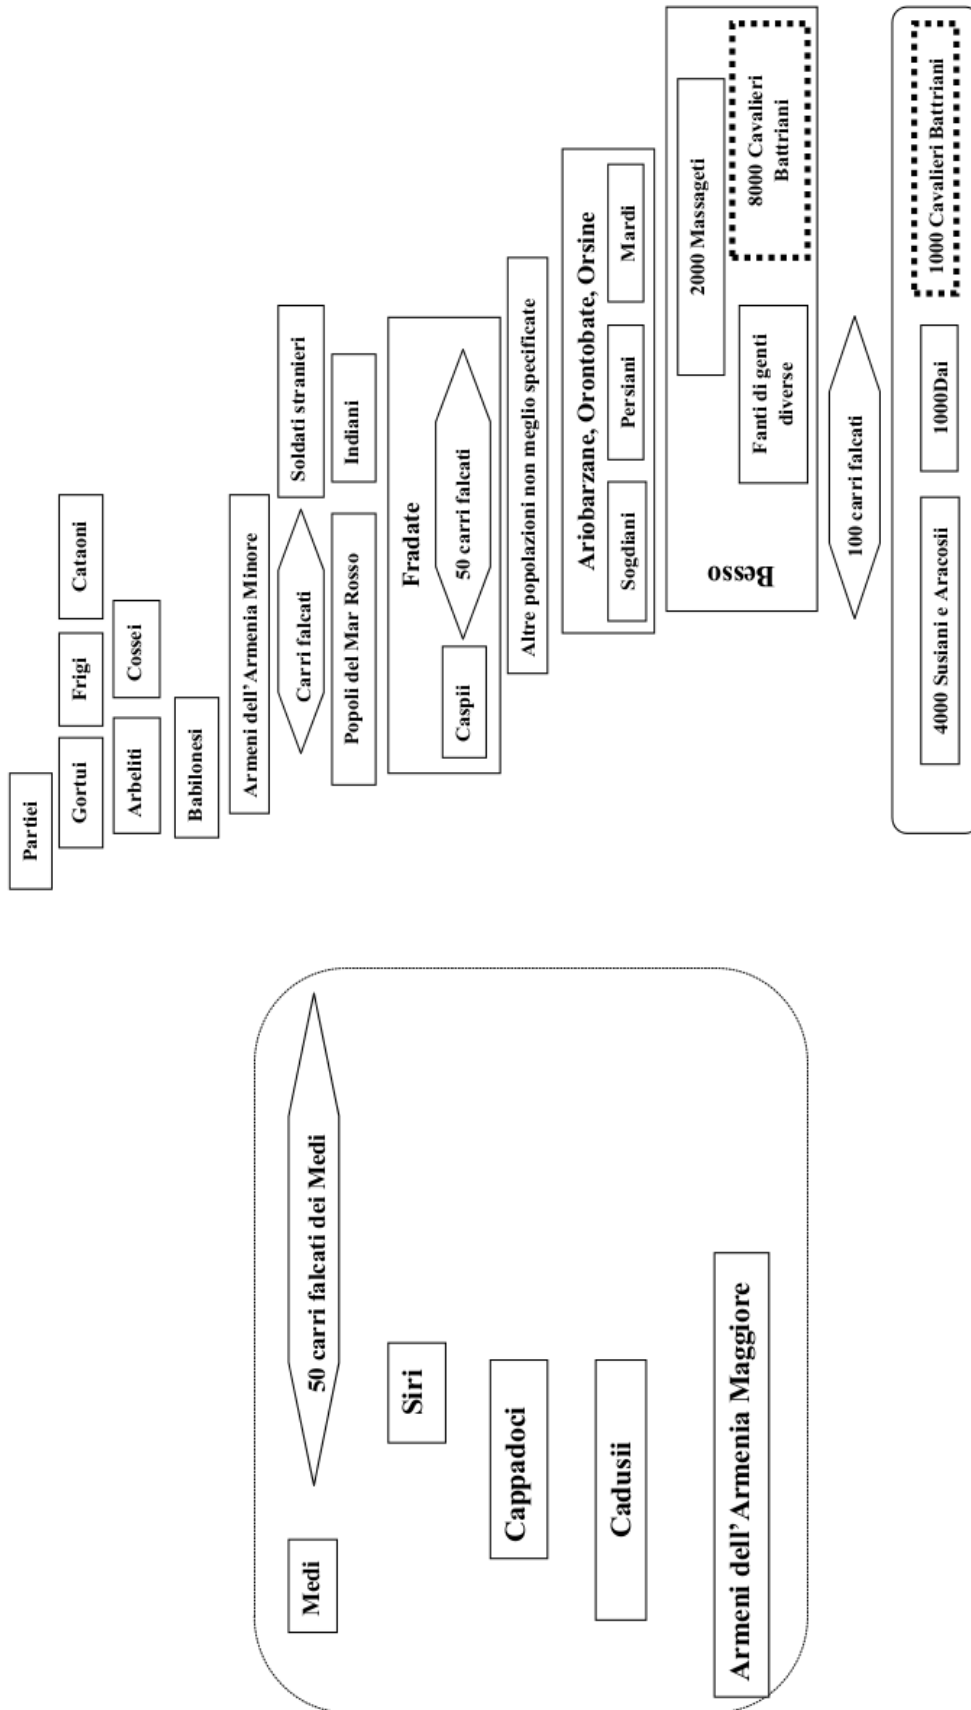 Partiei
Gortui
Frigi
Cataoni
Arbeliti
Cossei
Babilonesi
Armeni dell’Armenia Minore
Carri falcati
Soldati stranieri
Popoli del Mar Rosso
Indiani
Fradate
Caspii
50 carri falcati
Altre popolazioni non meglio specificate
Ariobarzane, Orontobate, Orsine
Sogdiani
Persiani
Mardi
Besso
2000 Massageti
Fanti di genti
diverse
8000 Cavalieri
Battriani
100 carri falcati
4000 Susiani e Aracosii
1000Dai
1000 Cavalieri Battriani
Medi
50 carri falcati dei Medi
Siri
Cappadoci
Cadusii
Armeni dell’Armenia Maggiore